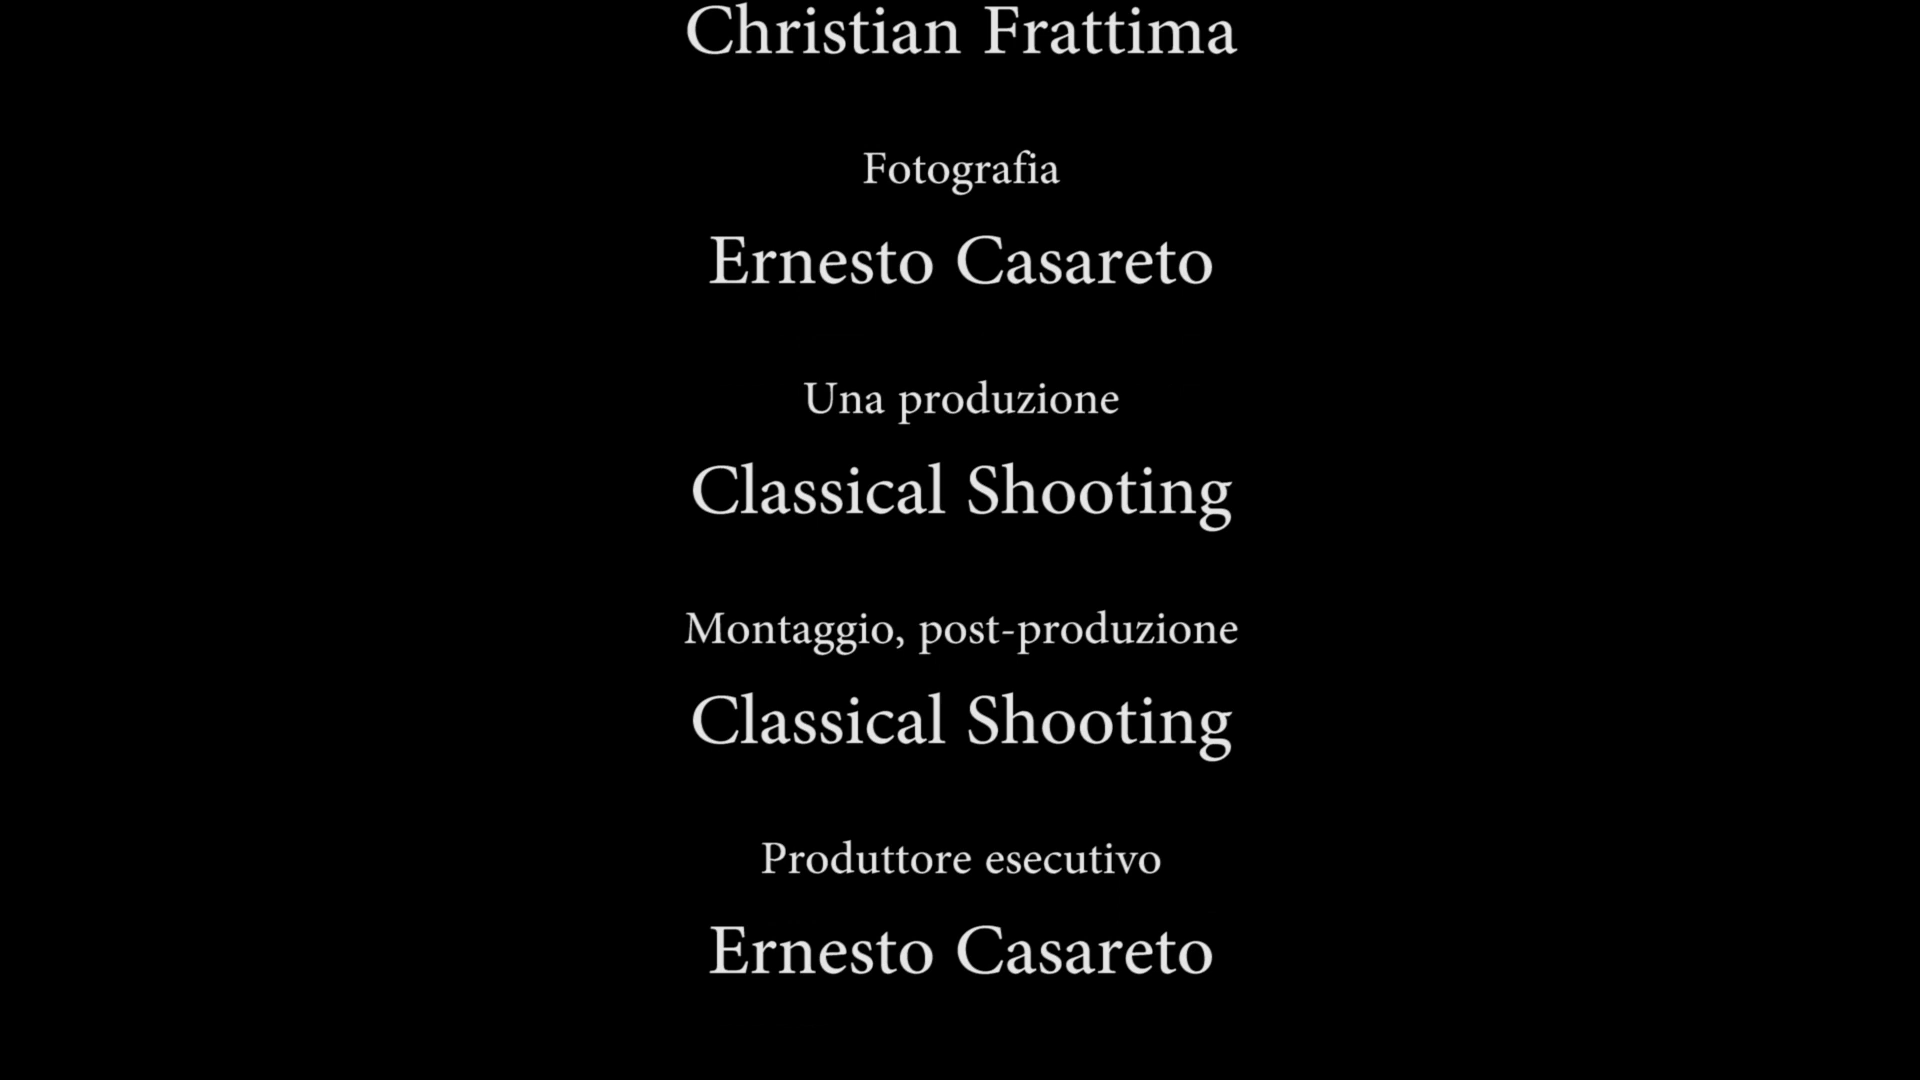 Christian Frattima
Fotografia
Ernesto Casareto
Una produzione
Classical Shooting
Montaggio, post-produzione
Classical Shooting
Produttore esecutivo
Ernesto Casareto